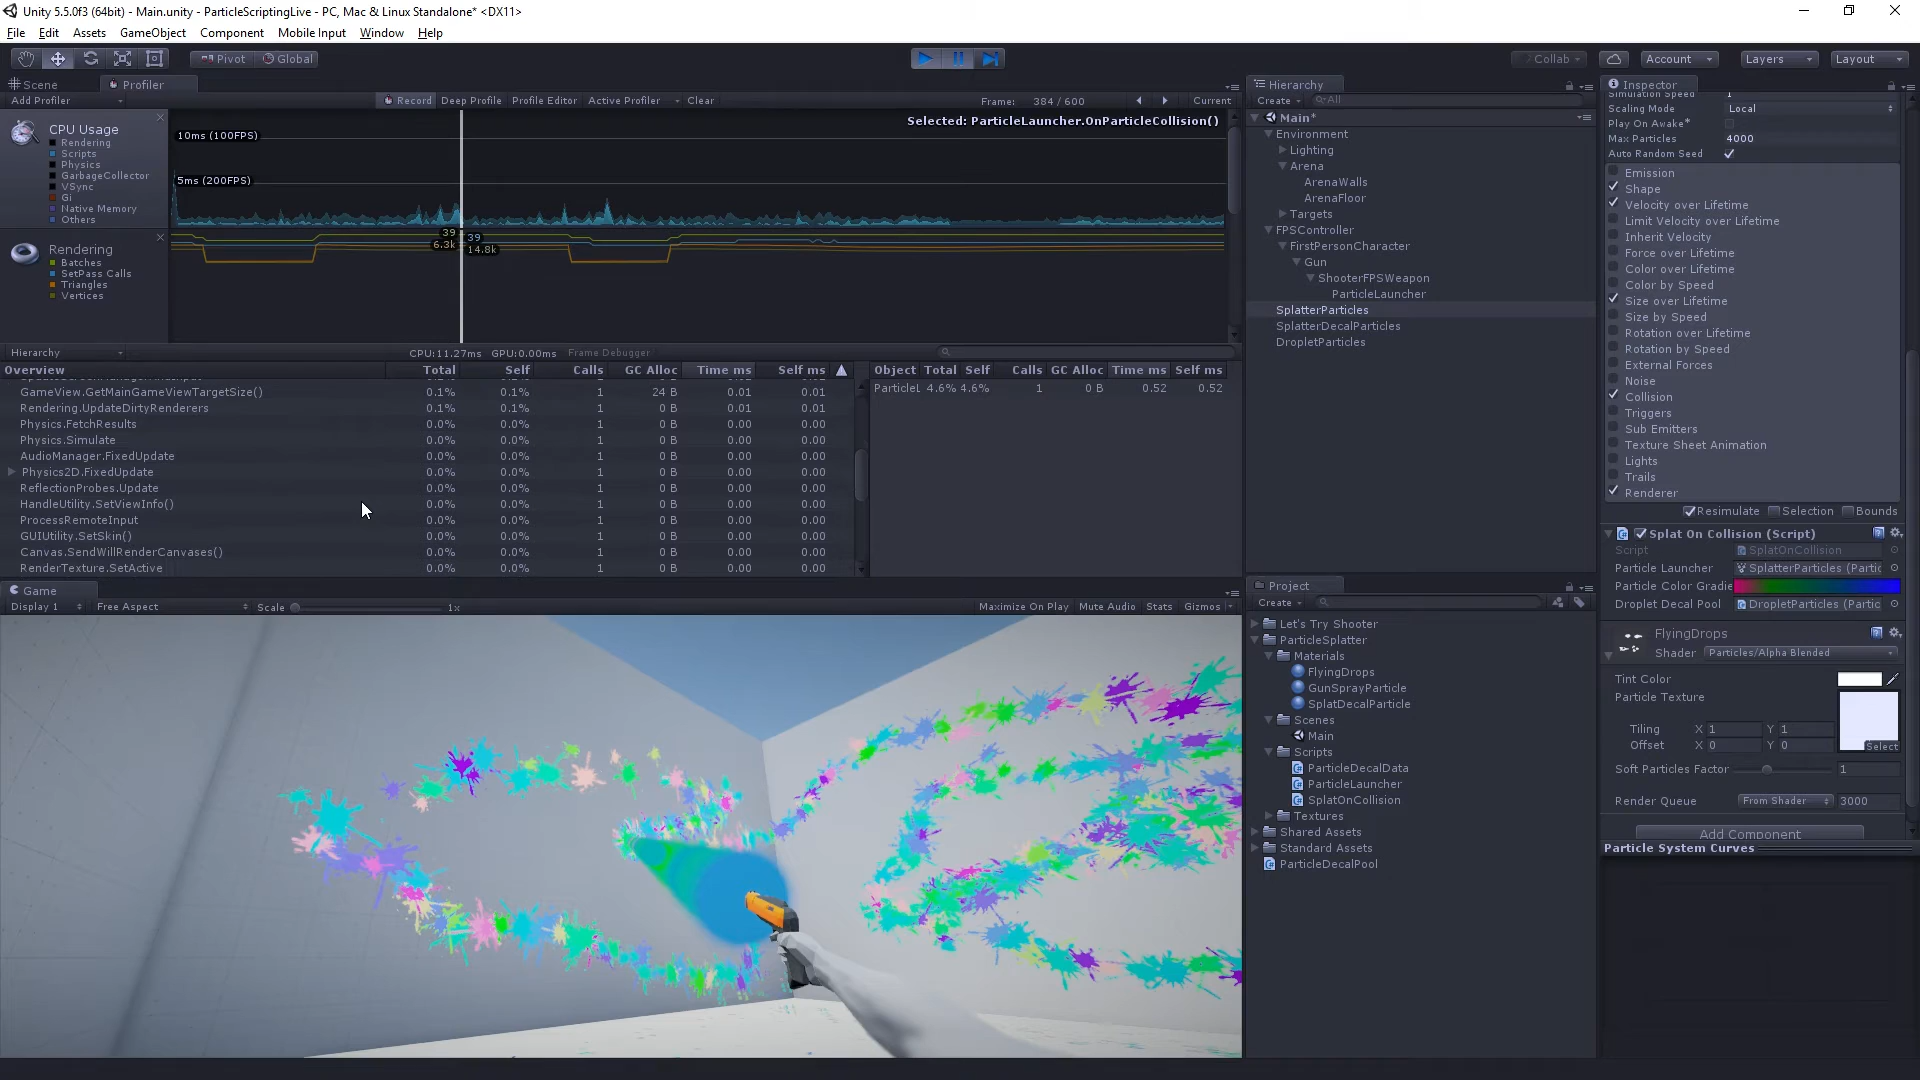 Unity 5.5.0f3 (64bit) - Main.unity - ParticleScriptingLive - PC, Mac & Linux Standalone* <DX11>
File Edit Assets GameObject Component Mobile Input Window Help
Pivot Global Collab Account Layers Layout
Scene Profiler
Add Profiler Record Deep Profile Profile Editor Active Profiler Clear Frame: 384 / 600 Current
CPU Usage
Rendering
Scripts
Physics
GarbageCollector
VSync
Gi
Native Memory
Others
Selected: ParticleLauncher.OnParticleCollision()
10ms (100FPS)
5ms (200FPS)
Rendering
Batches
SetPass Calls
Triangles
Vertices
39 39
6.3k 14.8k
Hierarchy CPU:11.27ms GPU:0.00ms Frame Debugger
Overview Total Self Calls GC Alloc Time ms Self ms
GameView.GetMainGameViewTargetSize() 0.1% 0.1% 1 24 B 0.01 0.01
Rendering.UpdateDirtyRenderers 0.1% 0.1% 1 0 B 0.01 0.01
Physics.FetchResults 0.0% 0.0% 1 0 B 0.00 0.00
Physics.Simulate 0.0% 0.0% 1 0 B 0.00 0.00
AudioManager.FixedUpdate 0.0% 0.0% 1 0 B 0.00 0.00
Physics2D.FixedUpdate 0.0% 0.0% 1 0 B 0.00 0.00
ReflectionProbes.Update 0.0% 0.0% 1 0 B 0.00 0.00
HandleUtility.SetViewInfo() 0.0% 0.0% 1 0 B 0.00 0.00
ProcessRemoteInput 0.0% 0.0% 1 0 B 0.00 0.00
GUIUtility.SetSkin() 0.0% 0.0% 1 0 B 0.00 0.00
Canvas.SendWillRenderCanvases() 0.0% 0.0% 1 0 B 0.00 0.00
RenderTexture.SetActive 0.0% 0.0% 1 0 B 0.00 0.00
Object Total Self Calls GC Alloc Time ms Self ms
ParticleL 4.6% 4.6% 1 0 B 0.52 0.52
Game
Display 1 Free Aspect Scale 1x Maximize On Play Mute Audio Stats Gizmos
Hierarchy
Create All
Main*
Environment
Lighting
Arena
ArenaWalls
ArenaFloor
Targets
FPSController
FirstPersonCharacter
Gun
ShooterFPSWeapon
ParticleLauncher
SplatterParticles
SplatterDecalParticles
DropletParticles
Project
Create
Let's Try Shooter
ParticleSplatter
Materials
FlyingDrops
GunSprayParticle
SplatDecalParticle
Scenes
Main
Scripts
ParticleDecalData
ParticleLauncher
SplatOnCollision
Textures
Shared Assets
Standard Assets
ParticleDecalPool
Inspector
Simulation Speed 1
Scaling Mode Local
Play On Awake*
Max Particles 4000
Auto Random Seed
Emission
Shape
Velocity over Lifetime
Limit Velocity over Lifetime
Inherit Velocity
Force over Lifetime
Color over Lifetime
Color by Speed
Size over Lifetime
Size by Speed
Rotation over Lifetime
Rotation by Speed
External Forces
Noise
Collision
Triggers
Sub Emitters
Texture Sheet Animation
Lights
Trails
Renderer
Resimulate Selection Bounds
Splat On Collision (Script)
Script SplatOnCollision
Particle Launcher SplatterParticles (Partic
Particle Color Gradie
Droplet Decal Pool DropletParticles (Partic
FlyingDrops
Shader Particles/Alpha Blended
Tint Color
Particle Texture
Tiling X 1 Y 1
Offset X 0 Y 0
Select
Soft Particles Factor 1
Render Queue From Shader 3000
Add Component
Particle System Curves